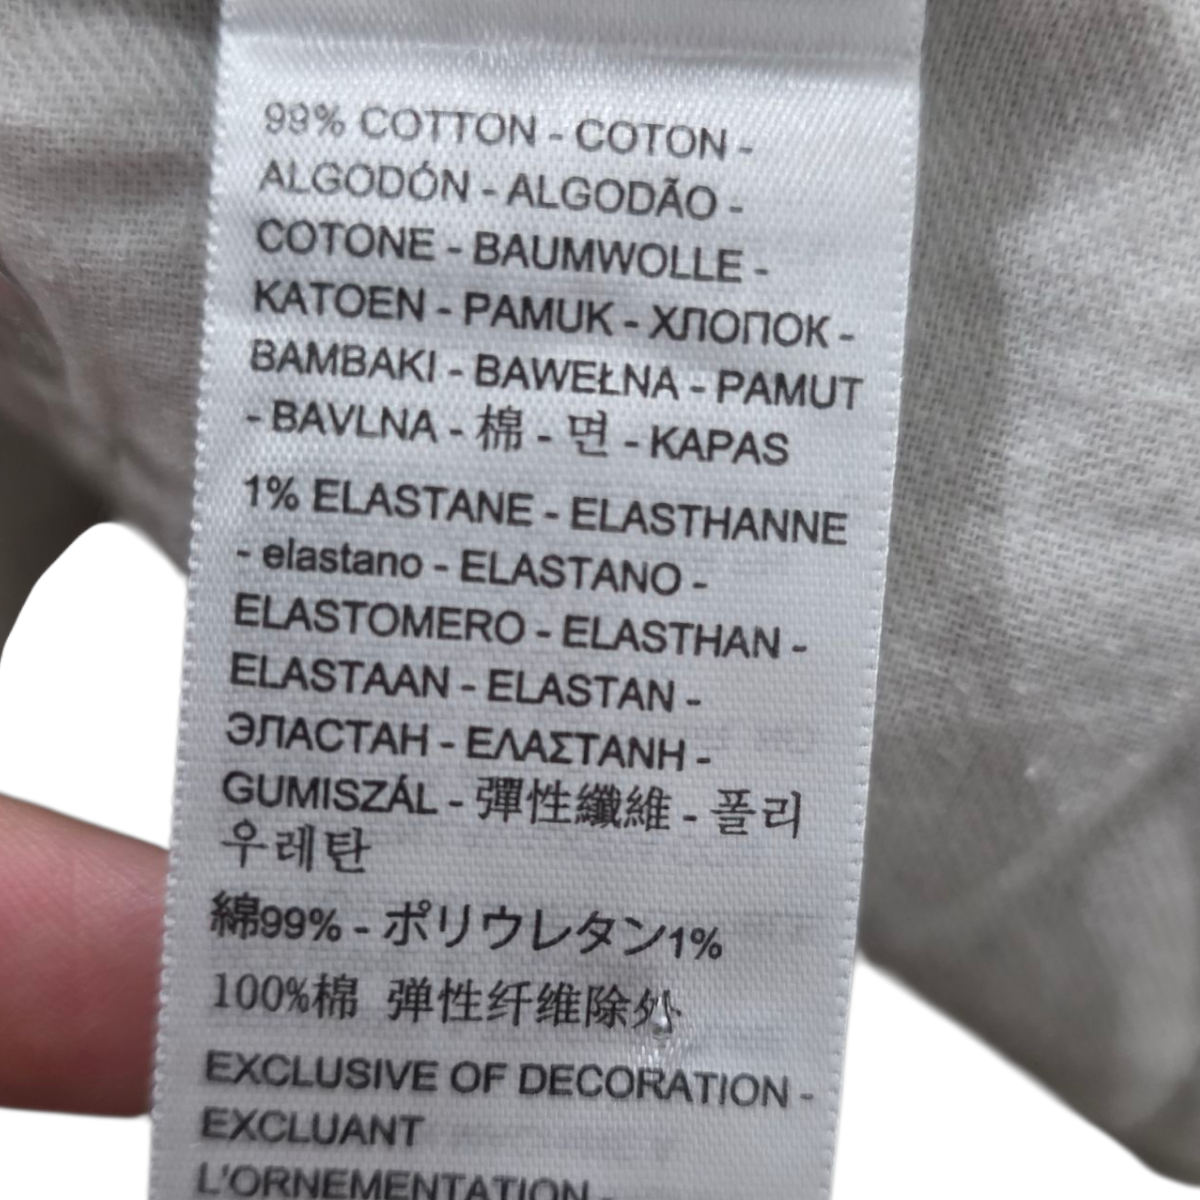 99% COTTON - COTON -
ALGODÓN - ALGODÃO -
COTONE - BAUMWOLLE -
KATOEN - PAMUK - ХЛОПОК -
BAMBAKI - BAWEŁNA - PAMUT
- BAVLNA - 棉 - 면 - KAPAS
1% ELASTANE - ELASTHANNE
- elastano - ELASTANO -
ELASTOMERO - ELASTHAN -
ELASTAAN - ELASTAN -
ЭЛАСТАН - ΕΛΑΣΤΑΝΗ -
GUMISZÁL - 彈性纖維 - 폴리
우레탄
綿99% - ポリウレタン1%
100%棉 弹性纤维除外
EXCLUSIVE OF DECORATION -
EXCLUANT
L'ORNEMENTATION -